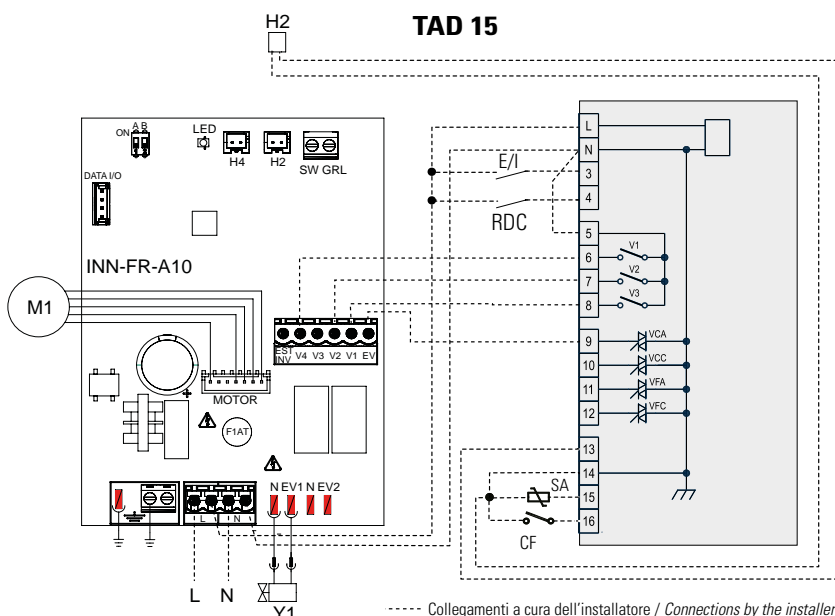 H2
TAD 15
ON
A B
LED
H4
H2
SW GRL
DATA I/O
INN-FR-A10
M1
EST
INV V4 V3 V2 V1 EV
MOTOR
+
F1AT
N EV1 N EV2
L N
L N
Y1
E/I
RDC
L
N
3
4
5
6 V1
7 V2
8 V3
9 VCA
10 VCC
11 VFA
12 VFC
13
14
SA 15
16
CF
---- Collegamenti a cura dell'installatore / Connections by the installer